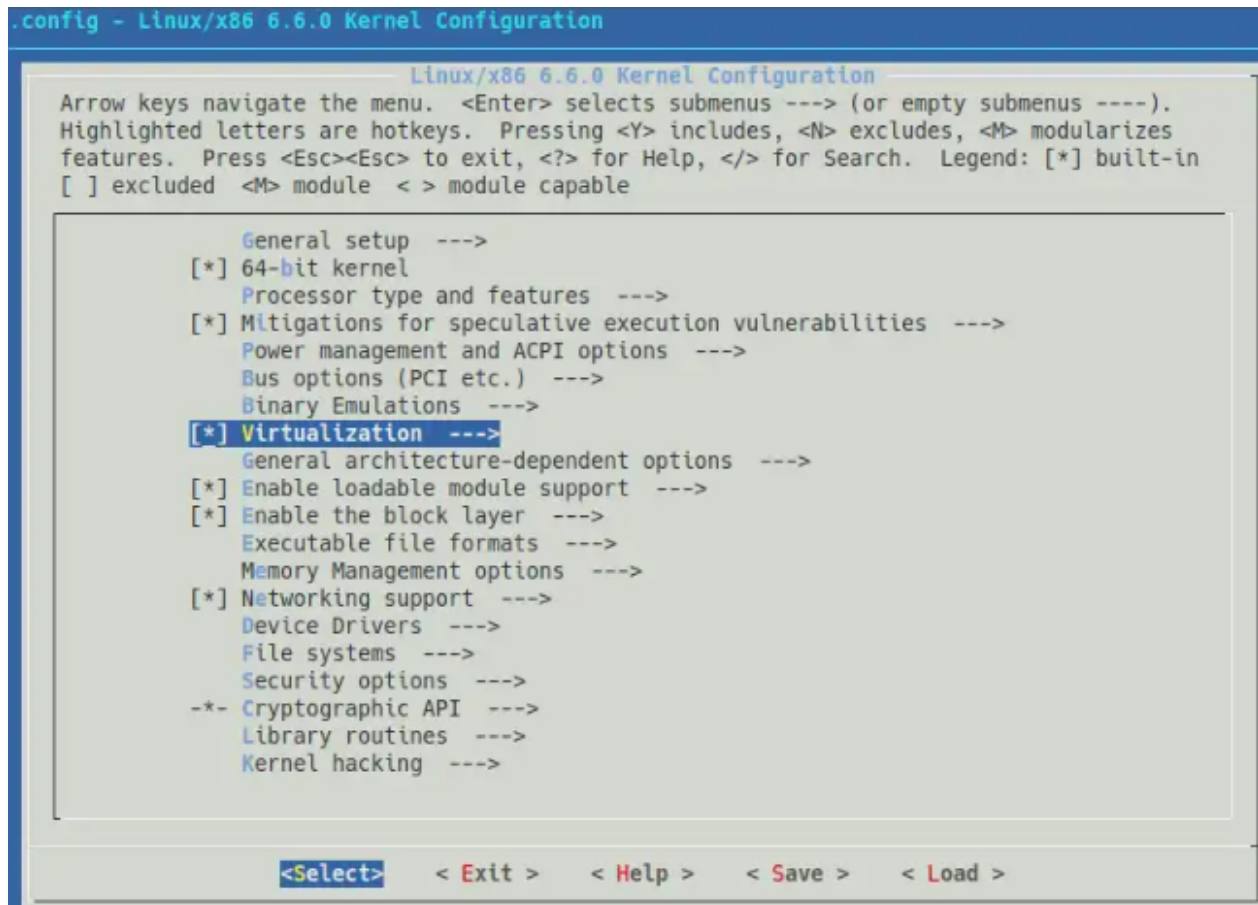 .config - Linux/x86 6.6.0 Kernel Configuration
Linux/x86 6.6.0 Kernel Configuration
Arrow keys navigate the menu.  <Enter> selects submenus ---> (or empty submenus ----).
Highlighted letters are hotkeys.  Pressing <Y> includes, <N> excludes, <M> modularizes
features.  Press <Esc><Esc> to exit, <?> for Help, </> for Search.  Legend: [*] built-in
[ ] excluded  <M> module  < > module capable
General setup  --->
[*] 64-bit kernel
Processor type and features  --->
[*] Mitigations for speculative execution vulnerabilities  --->
Power management and ACPI options  --->
Bus options (PCI etc.)  --->
Binary Emulations  --->
[*] Virtualization  --->
General architecture-dependent options  --->
[*] Enable loadable module support  --->
[*] Enable the block layer  --->
Executable file formats  --->
Memory Management options  --->
[*] Networking support  --->
Device Drivers  --->
File systems  --->
Security options  --->
-*- Cryptographic API  --->
Library routines  --->
Kernel hacking  --->
<Select>    < Exit >    < Help >    < Save >    < Load >